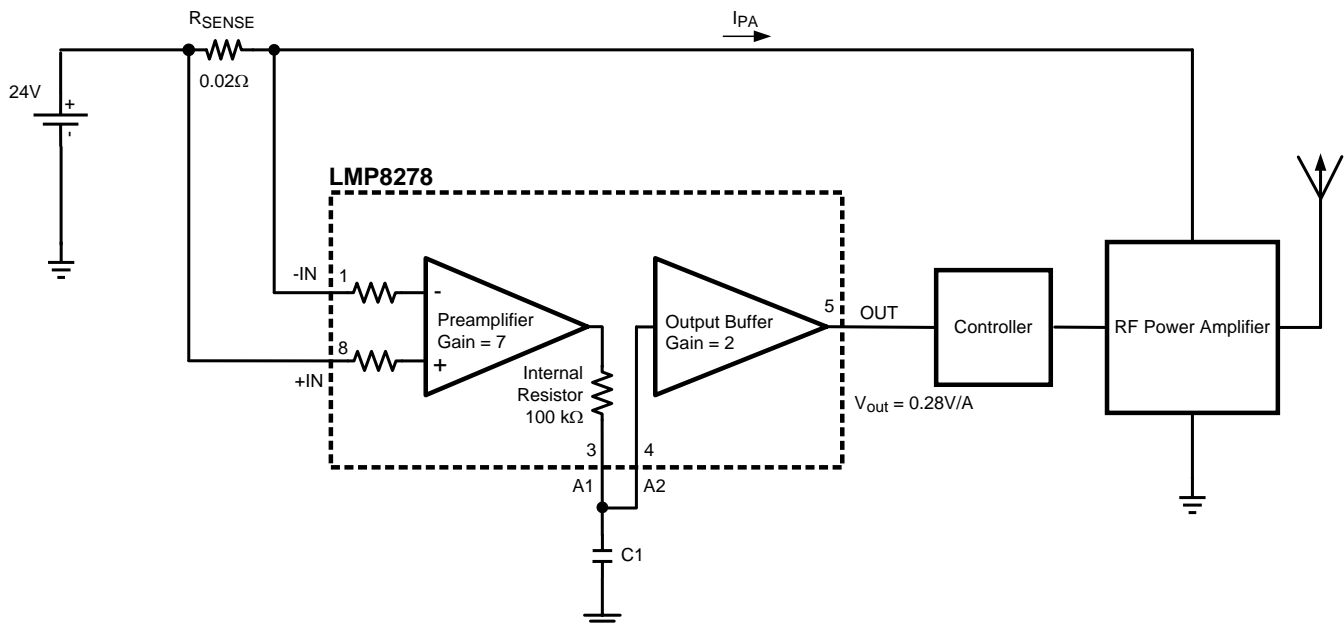 RSENSE
IPA
0.02Ω
24V
+
-
LMP8278
-IN
1
-
Preamplifier
Gain = 7
8
+
+IN
Internal
Resistor
100 kΩ
Output Buffer
Gain = 2
5
OUT
Controller
RF Power Amplifier
Vout = 0.28V/A
3
4
A1
A2
C1